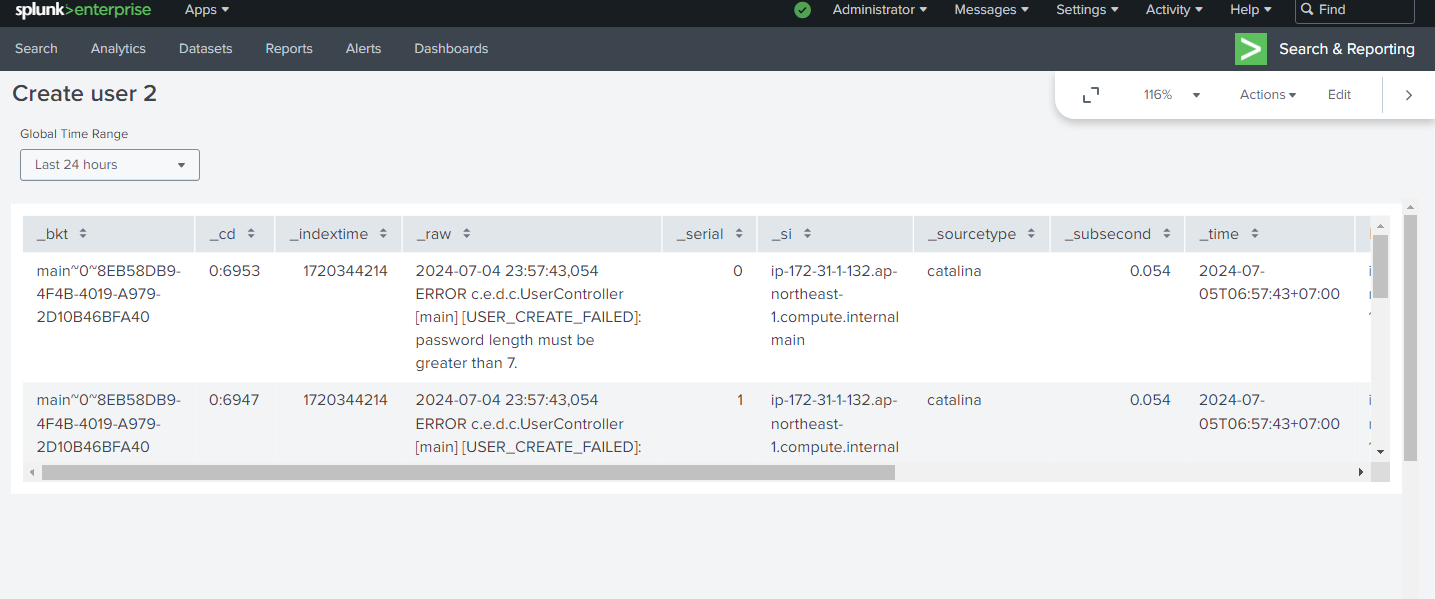 splunk>enterprise Apps Administrator Messages Settings Activity Help Find
Search Analytics Datasets Reports Alerts Dashboards Search & Reporting
Create user 2
116% Actions Edit
Global Time Range
Last 24 hours
_bkt _cd _indextime _raw _serial _si _sourcetype _subsecond _time
main~0~8EB58DB9- 0:6953 1720344214 2024-07-04 23:57:43,054 0 ip-172-31-1-132.ap- catalina 0.054 2024-07-
4F4B-4019-A979- ERROR c.e.d.c.UserController northeast- 05T06:57:43+07:00
2D10B46BFA40 [main] [USER_CREATE_FAILED]: 1.compute.internal
password length must be main
greater than 7.
main~0~8EB58DB9- 0:6947 1720344214 2024-07-04 23:57:43,054 1 ip-172-31-1-132.ap- catalina 0.054 2024-07-
4F4B-4019-A979- ERROR c.e.d.c.UserController northeast- 05T06:57:43+07:00
2D10B46BFA40 [main] [USER_CREATE_FAILED]: 1.compute.internal